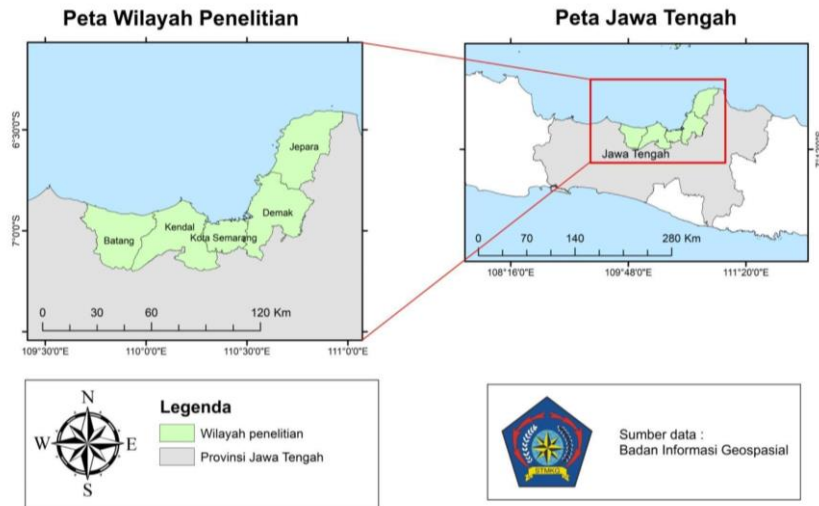 Peta Wilayah Penelitian
6°30'0"S
7°0'0"S
Jepara
Demak
Kendal
Kota Semarang
Batang
0 30 60 120 Km
109°30'0"E 110°0'0"E 110°30'0"E 111°0'0"E
Peta Jawa Tengah
Jawa Tengah
0 70 140 280 KM
108°16'0"E 109°48'0"E 111°20'0"E
N
W E
S
Legenda
Wilayah penelitian
Provinsi Jawa Tengah
STMKG
Sumber data :
Badan Informasi Geospasial